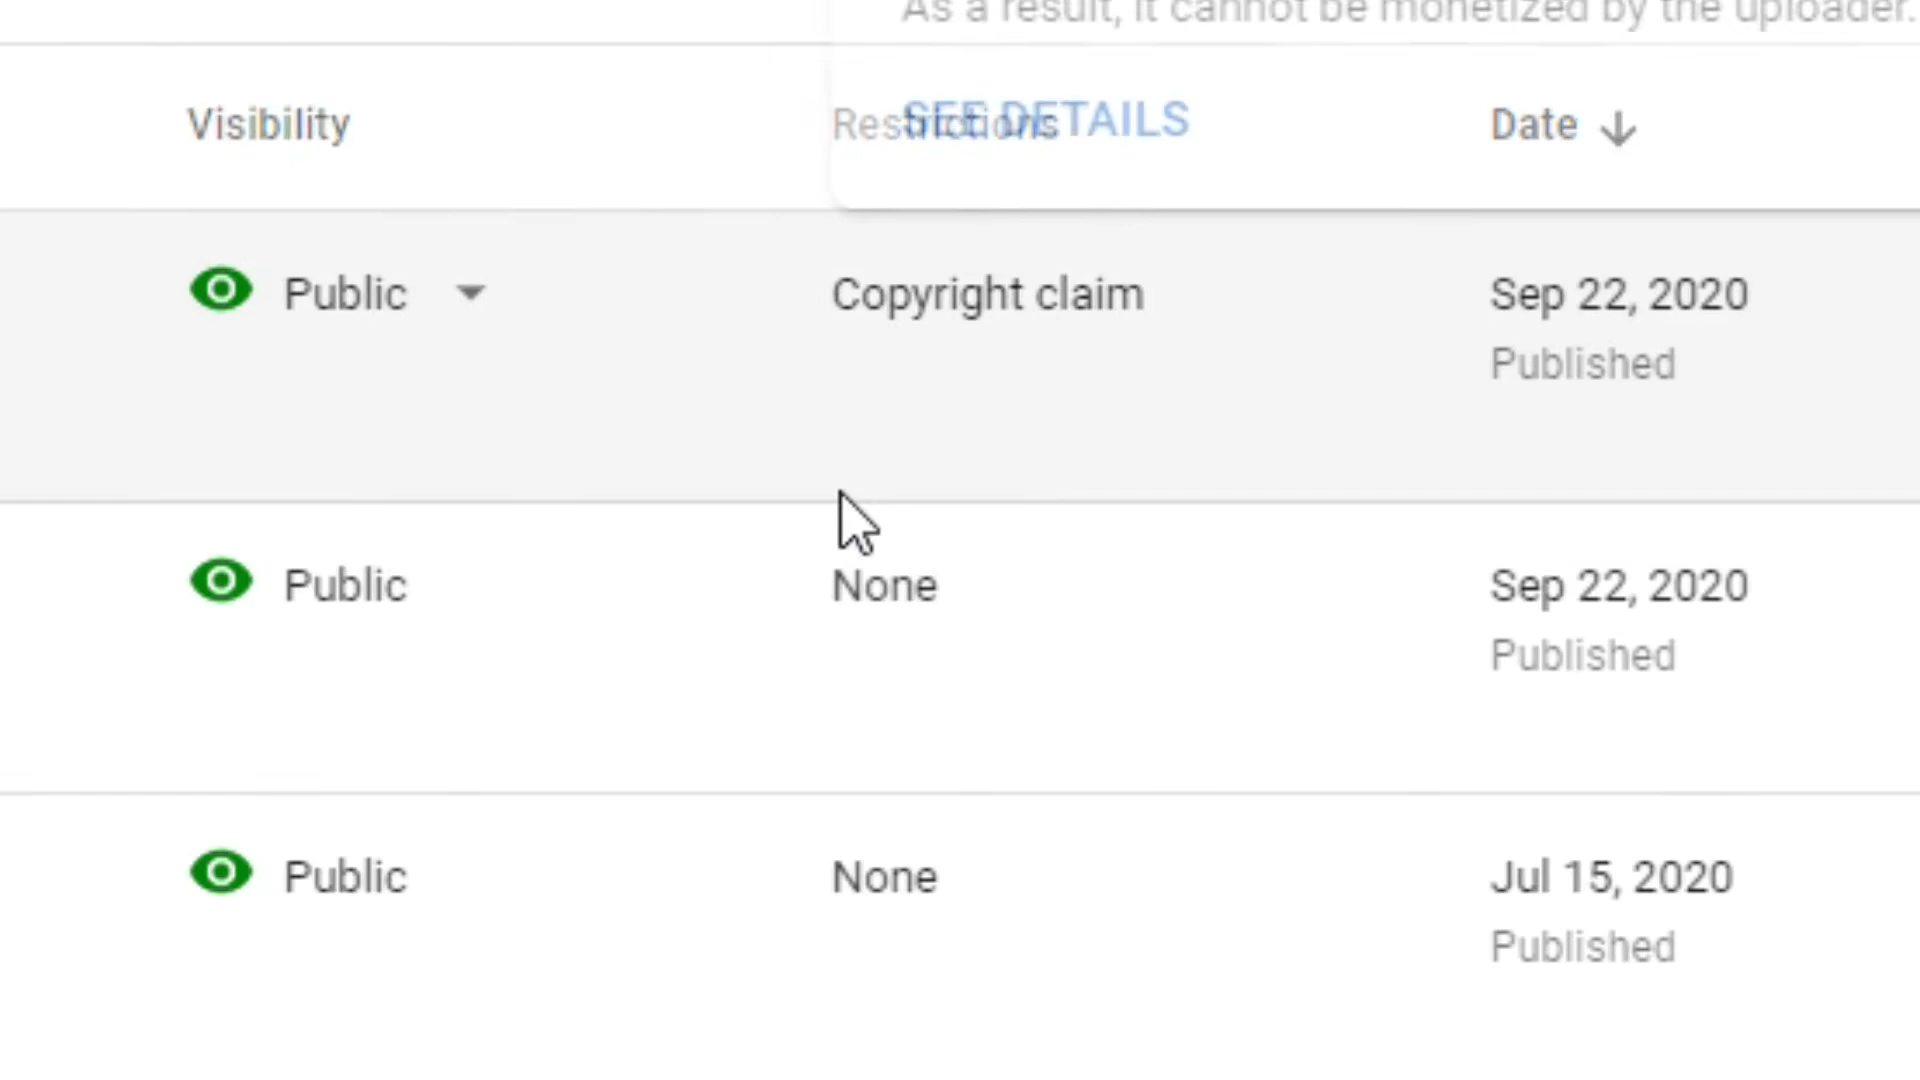 As a result, it cannot be monetized by the uploader.
Visibility Restrictions SEE DETAILS Date
Public Copyright claim Sep 22, 2020
Published
Public None Sep 22, 2020
Published
Public None Jul 15, 2020
Published